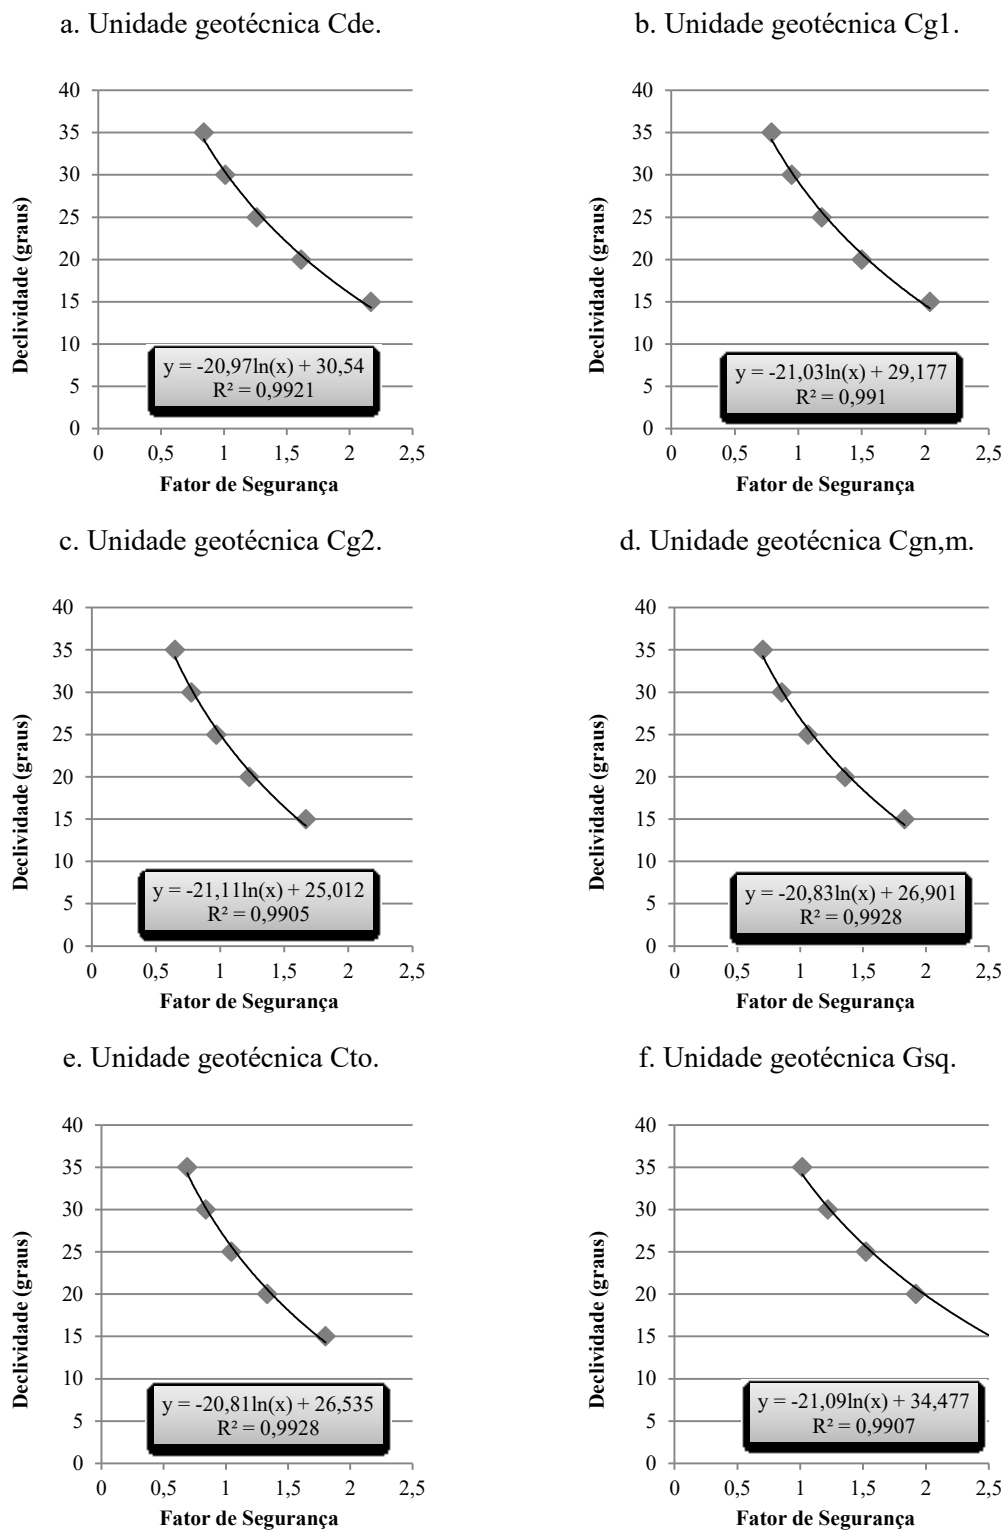 a. Unidade geotécnica Cde.
40
35
30
25
20
15
10
5
0
Declividade (graus)
y = -20,97ln(x) + 30,54
R² = 0,9921
0 0,5 1 1,5 2 2,5
Fator de Segurança
b. Unidade geotécnica Cg1.
40
35
30
25
20
15
10
5
0
Declividade (graus)
y = -21,03ln(x) + 29,177
R² = 0,991
0 0,5 1 1,5 2 2,5
Fator de Segurança
c. Unidade geotécnica Cg2.
40
35
30
25
20
15
10
5
0
Declividade (graus)
y = -21,11ln(x) + 25,012
R² = 0,9905
0 0,5 1 1,5 2 2,5
Fator de Segurança
d. Unidade geotécnica Cgn,m.
40
35
30
25
20
15
10
5
0
Declividade (graus)
y = -20,83ln(x) + 26,901
R² = 0,9928
0 0,5 1 1,5 2 2,5
Fator de Segurança
e. Unidade geotécnica Cto.
40
35
30
25
20
15
10
5
0
Declividade (graus)
y = -20,81ln(x) + 26,535
R² = 0,9928
0 0,5 1 1,5 2 2,5
Fator de Segurança
f. Unidade geotécnica Gsq.
40
35
30
25
20
15
10
5
0
Declividade (graus)
y = -21,09ln(x) + 34,477
R² = 0,9907
0 0,5 1 1,5 2 2,5
Fator de Segurança